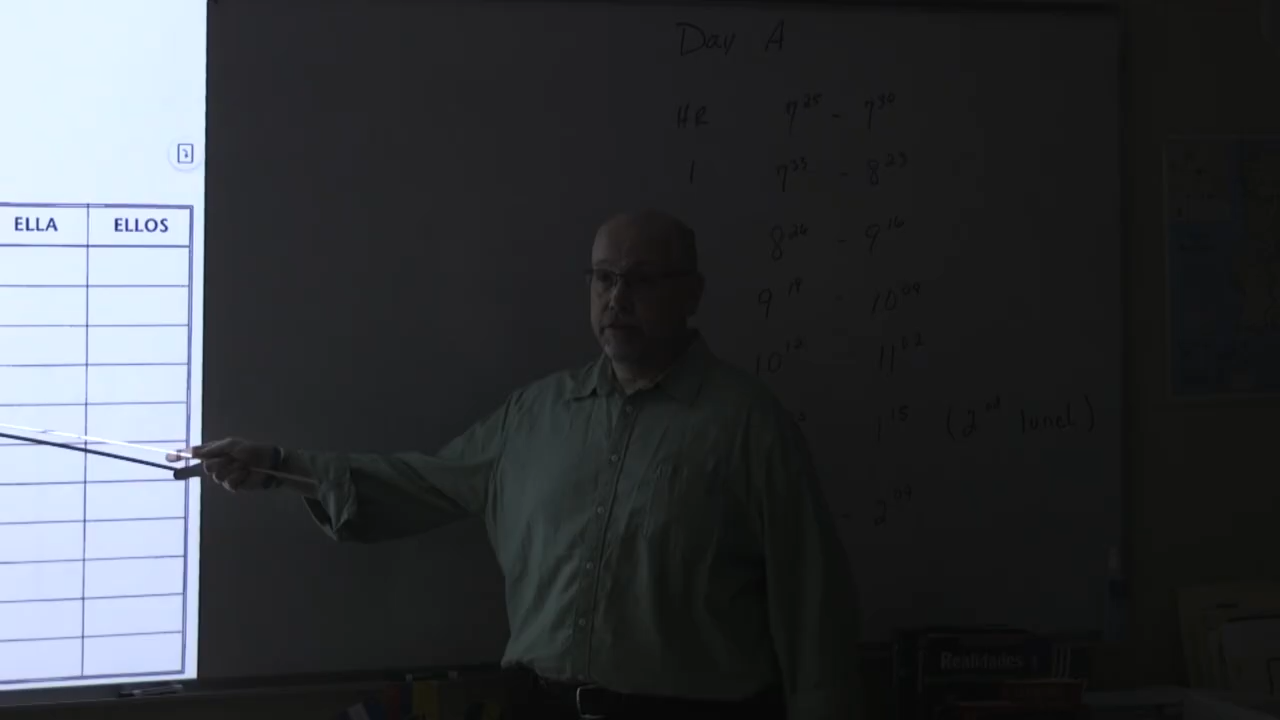 ELLA ELLOS
Day A
HR 7 25 - 7 30
1 7 33 - 8 23
8 26 - 9 16
9 19 - 10 09
10 12 11 02
1 15 (2nd lunch)
- 2 09
Realidades